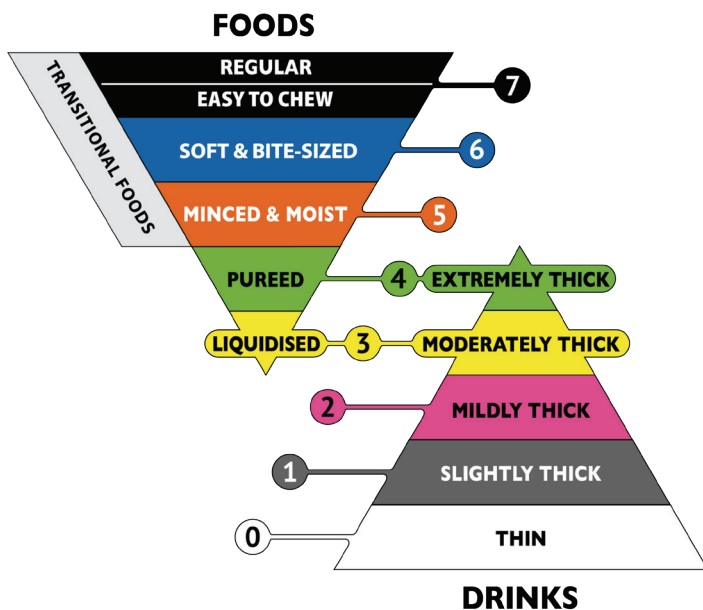 FOODS
REGULAR
7
EASY TO CHEW
TRANSITIONAL FOODS
SOFT & BITE-SIZED
6
MINCED & MOIST
5
PUREED
4
EXTREMELY THICK
LIQUIDISED
3
MODERATELY THICK
2
MILDLY THICK
1
SLIGHTLY THICK
0
THIN
DRINKS